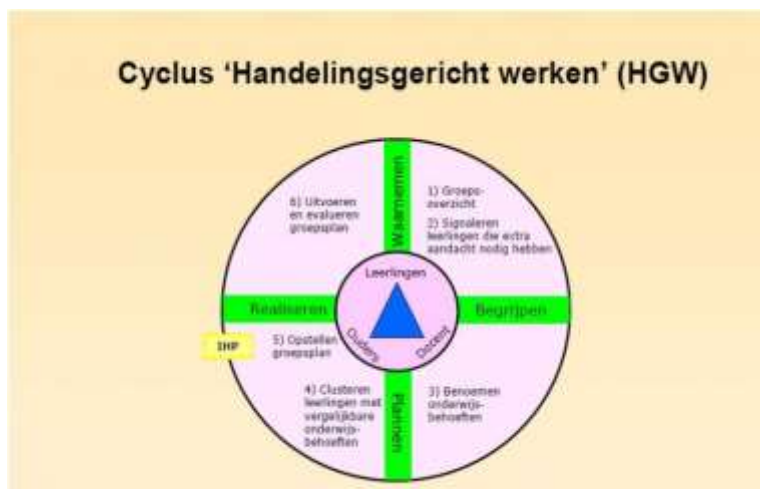 Cyclus ‘Handelingsgericht werken’ (HGW)
Waarnemen
1) Groeps-
overzicht
2) Signaleren
leerlingen die extra
aandacht nodig hebben
Begrijpen
3) Benoemen
onderwijs-
behoeften
Plannen
4) Clusteren
leerlingen met
vergelijkbare
onderwijs-
behoeften
5) Opstellen
groepsplan
IHP
Realiseren
6) Uitvoeren
en evalueren
groepsplan
Leerlingen
Ouders
Docent